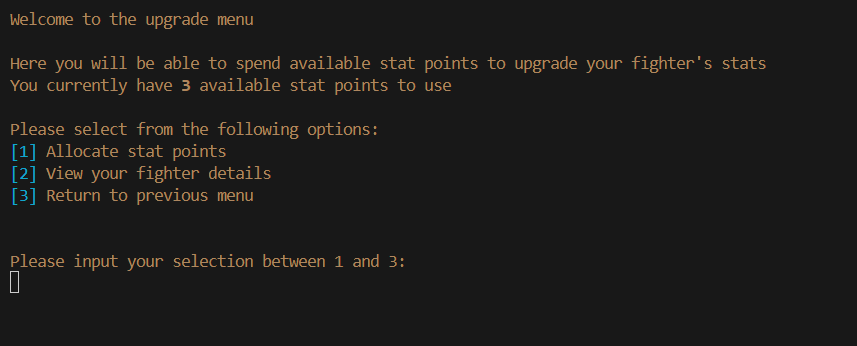 Welcome to the upgrade menu
Here you will be able to spend available stat points to upgrade your fighter's stats
You currently have 3 available stat points to use
Please select from the following options:
[1] Allocate stat points
[2] View your fighter details
[3] Return to previous menu
Please input your selection between 1 and 3: